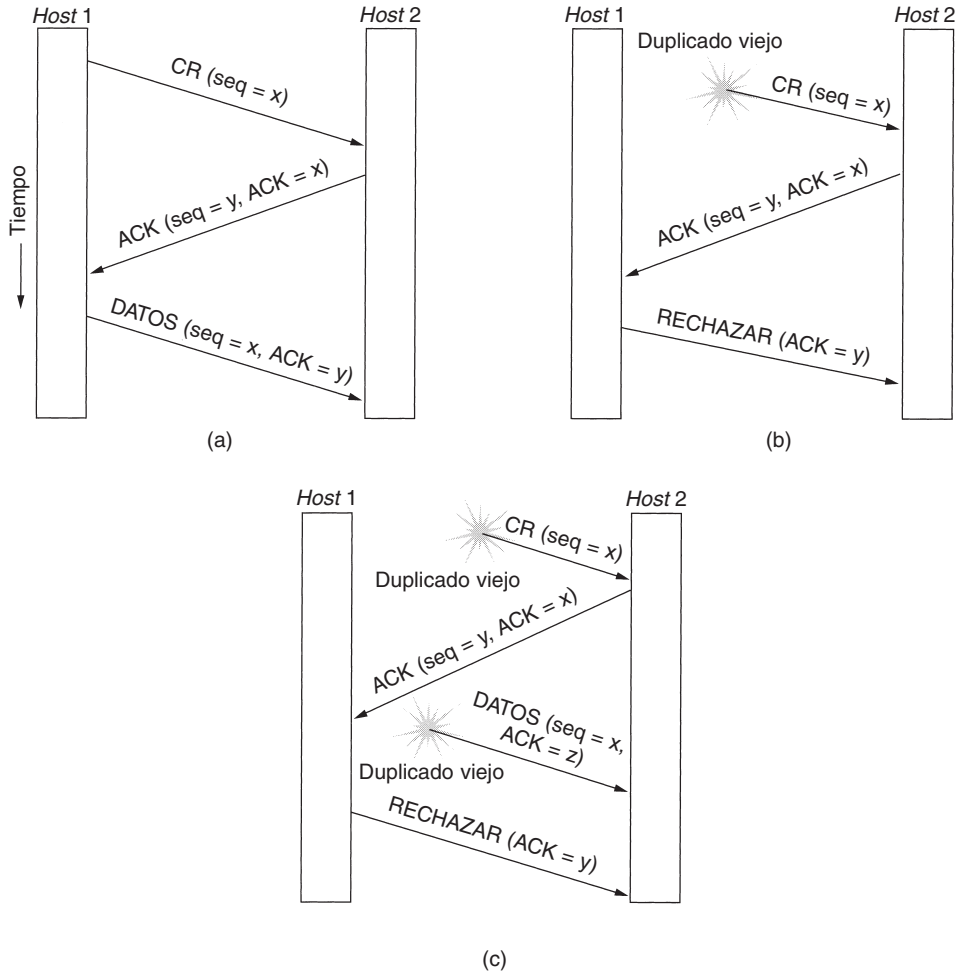 Host 1
Host 2
CR (seq = x)
ACK (seq = y, ACK = x)
DATOS (seq = x, ACK = y)
Tiempo
(a)
Host 1
Host 2
Duplicado viejo
CR (seq = x)
ACK (seq = y, ACK = x)
RECHAZAR (ACK = y)
(b)
Host 1
Host 2
CR (seq = x)
Duplicado viejo
ACK (seq = y, ACK = x)
DATOS (seq = x,
ACK = z)
Duplicado viejo
RECHAZAR (ACK = y)
(c)